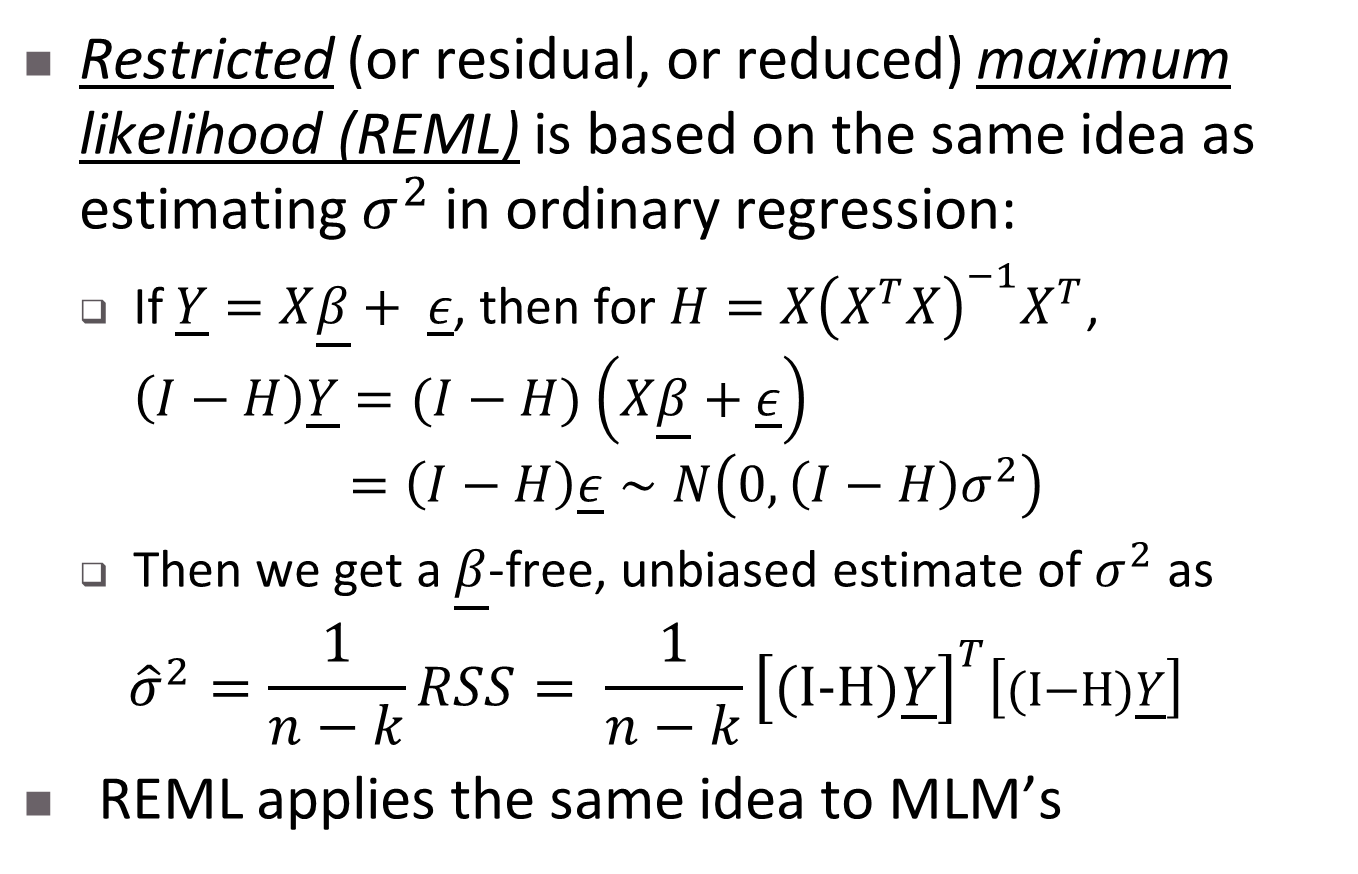 ■ Restricted (or residual, or reduced) maximum
likelihood (REML) is based on the same idea as
estimating σ² in ordinary regression:
❑ If Y = Xβ + ϵ, then for H = X(XᵀX)⁻¹Xᵀ,
(I − H)Y = (I − H)(Xβ + ϵ)
= (I − H)ϵ ~ N(0, (I − H)σ²)
❑ Then we get a β-free, unbiased estimate of σ² as
σ̂² = 1/(n − k) RSS = 1/(n − k) [(I-H)Y]ᵀ[(I−H)Y]
■ REML applies the same idea to MLM’s